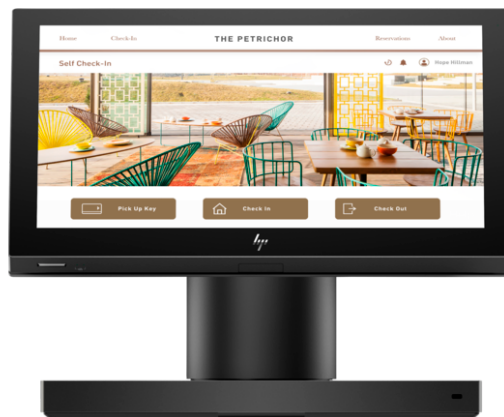 Home Check-In THE PETRICHOR Reservations About
Self Check-In Hope Hillman
Pick Up Key Check In Check Out
hp